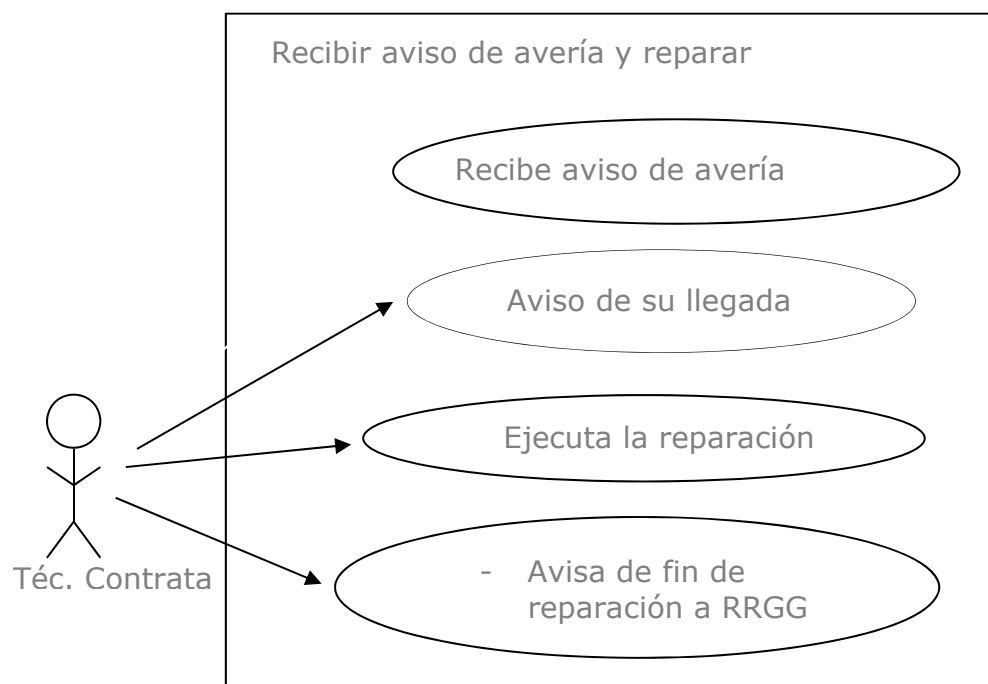 Recibir aviso de avería y reparar
Recibe aviso de avería
Aviso de su llegada
Ejecuta la reparación
Téc. Contrata
- Avisa de fin de
reparación a RRGG